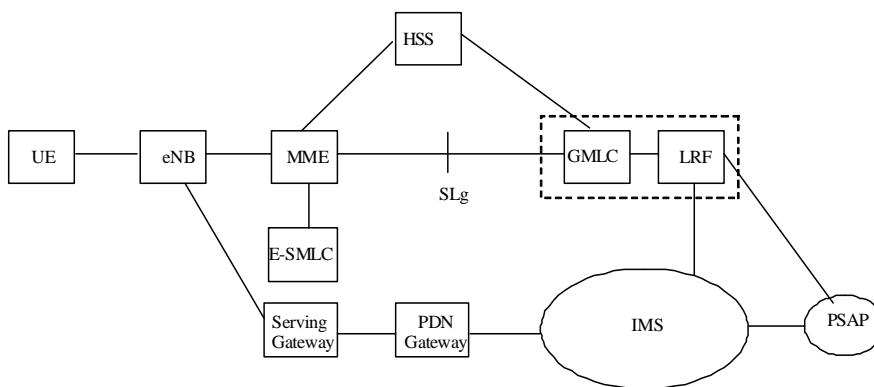 HSS
UE
eNB
MME
GMLC
LRF
SLg
E-SMLC
Serving
Gateway
PDN
Gateway
IMS
PSAP